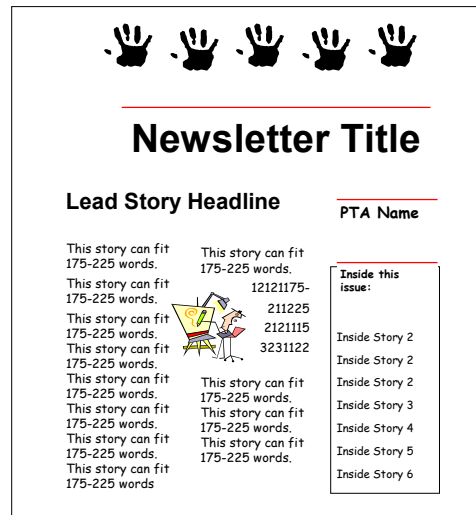 Newsletter Title
Lead Story Headline
This story can fit
175-225 words.
This story can fit
175-225 words.
This story can fit
175-225 words.
This story can fit
175-225 words.
This story can fit
175-225 words.
This story can fit
175-225 words.
This story can fit
175-225 words.
This story can fit
175-225 words
This story can fit
175-225 words.
12121175-
211225
2121115
3231122
This story can fit
175-225 words.
This story can fit
175-225 words.
This story can fit
175-225 words.
PTA Name
Inside this
issue:
Inside Story 2
Inside Story 2
Inside Story 2
Inside Story 3
Inside Story 4
Inside Story 5
Inside Story 6